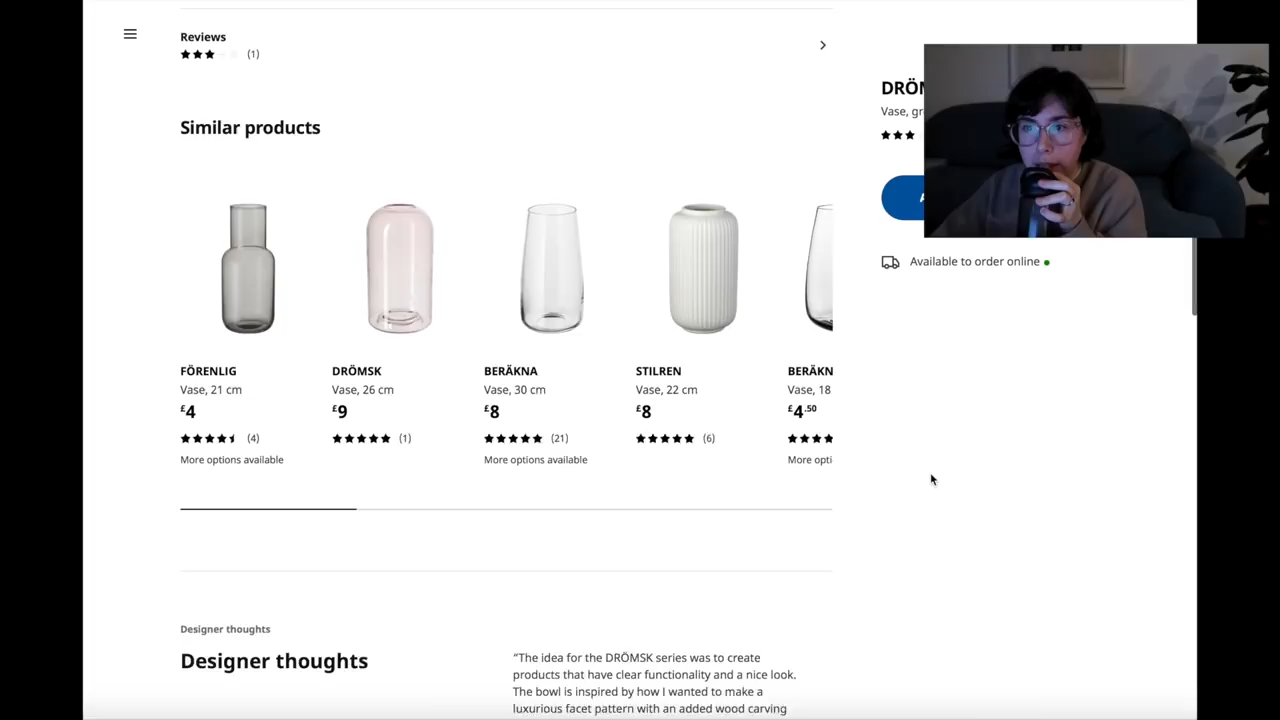 Reviews
(1)
Similar products
DRÖM
Vase, gr
Available to order online
FÖRENLIG
Vase, 21 cm
£4
(4)
More options available
DRÖMSK
Vase, 26 cm
£9
(1)
BERÄKNA
Vase, 30 cm
£8
(21)
More options available
STILREN
Vase, 22 cm
£8
(6)
BERÄKN
Vase, 18
£4.50
More opti
Designer thoughts
Designer thoughts
“The idea for the DRÖMSK series was to create
products that have clear functionality and a nice look.
The bowl is inspired by how I wanted to make a
luxurious facet pattern with an added wood carving